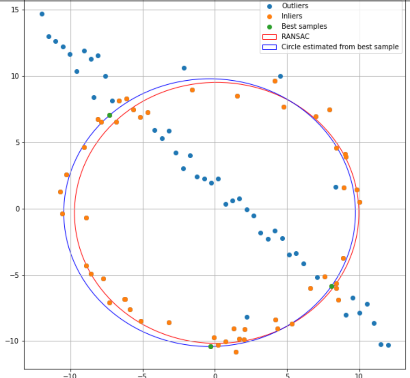 Outliers
Inliers
Best samples
RANSAC
Circle estimated from best sample
15
10
5
0
−5
−10
−10
−5
0
5
10